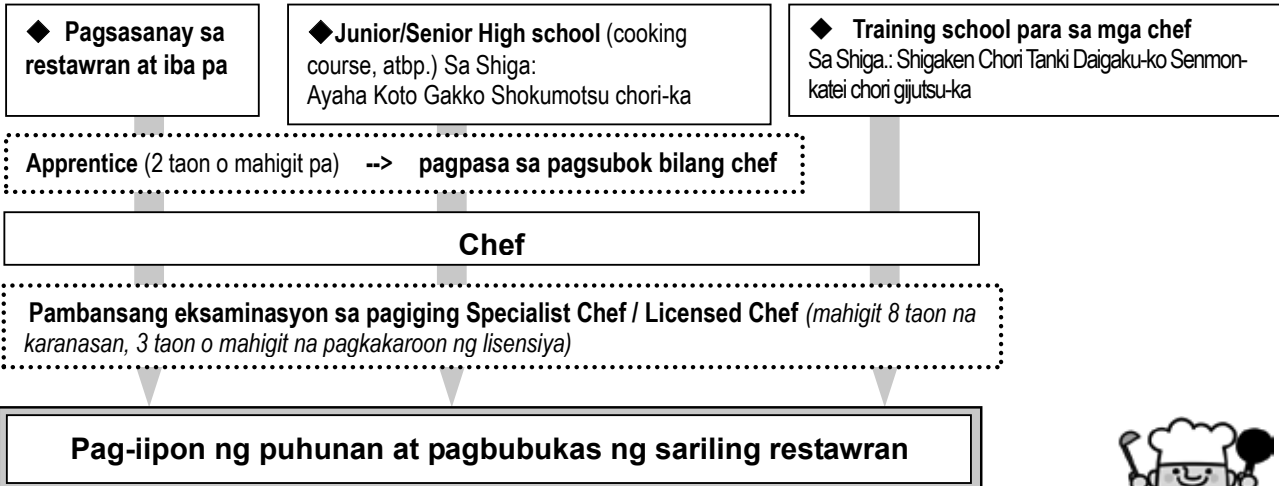 ◆ Pagsasanay sa
restawran at iba pa
◆Junior/Senior High school (cooking
course, atbp.) Sa Shiga:
Ayaha Koto Gakko Shokumotsu chori-ka
◆ Training school para sa mga chef
Sa Shiga.: Shigaken Chori Tanki Daigaku-ko Senmon-
katei chori gijutsu-ka
Apprentice (2 taon o mahigit pa) --> pagpasa sa pagsubok bilang chef
Chef
Pambansang eksaminasyon sa pagiging Specialist Chef / Licensed Chef (mahigit 8 taon na
karanasan, 3 taon o mahigit na pagkakaroon ng lisensiya)
Pag-iipon ng puhunan at pagbubukas ng sariling restawran